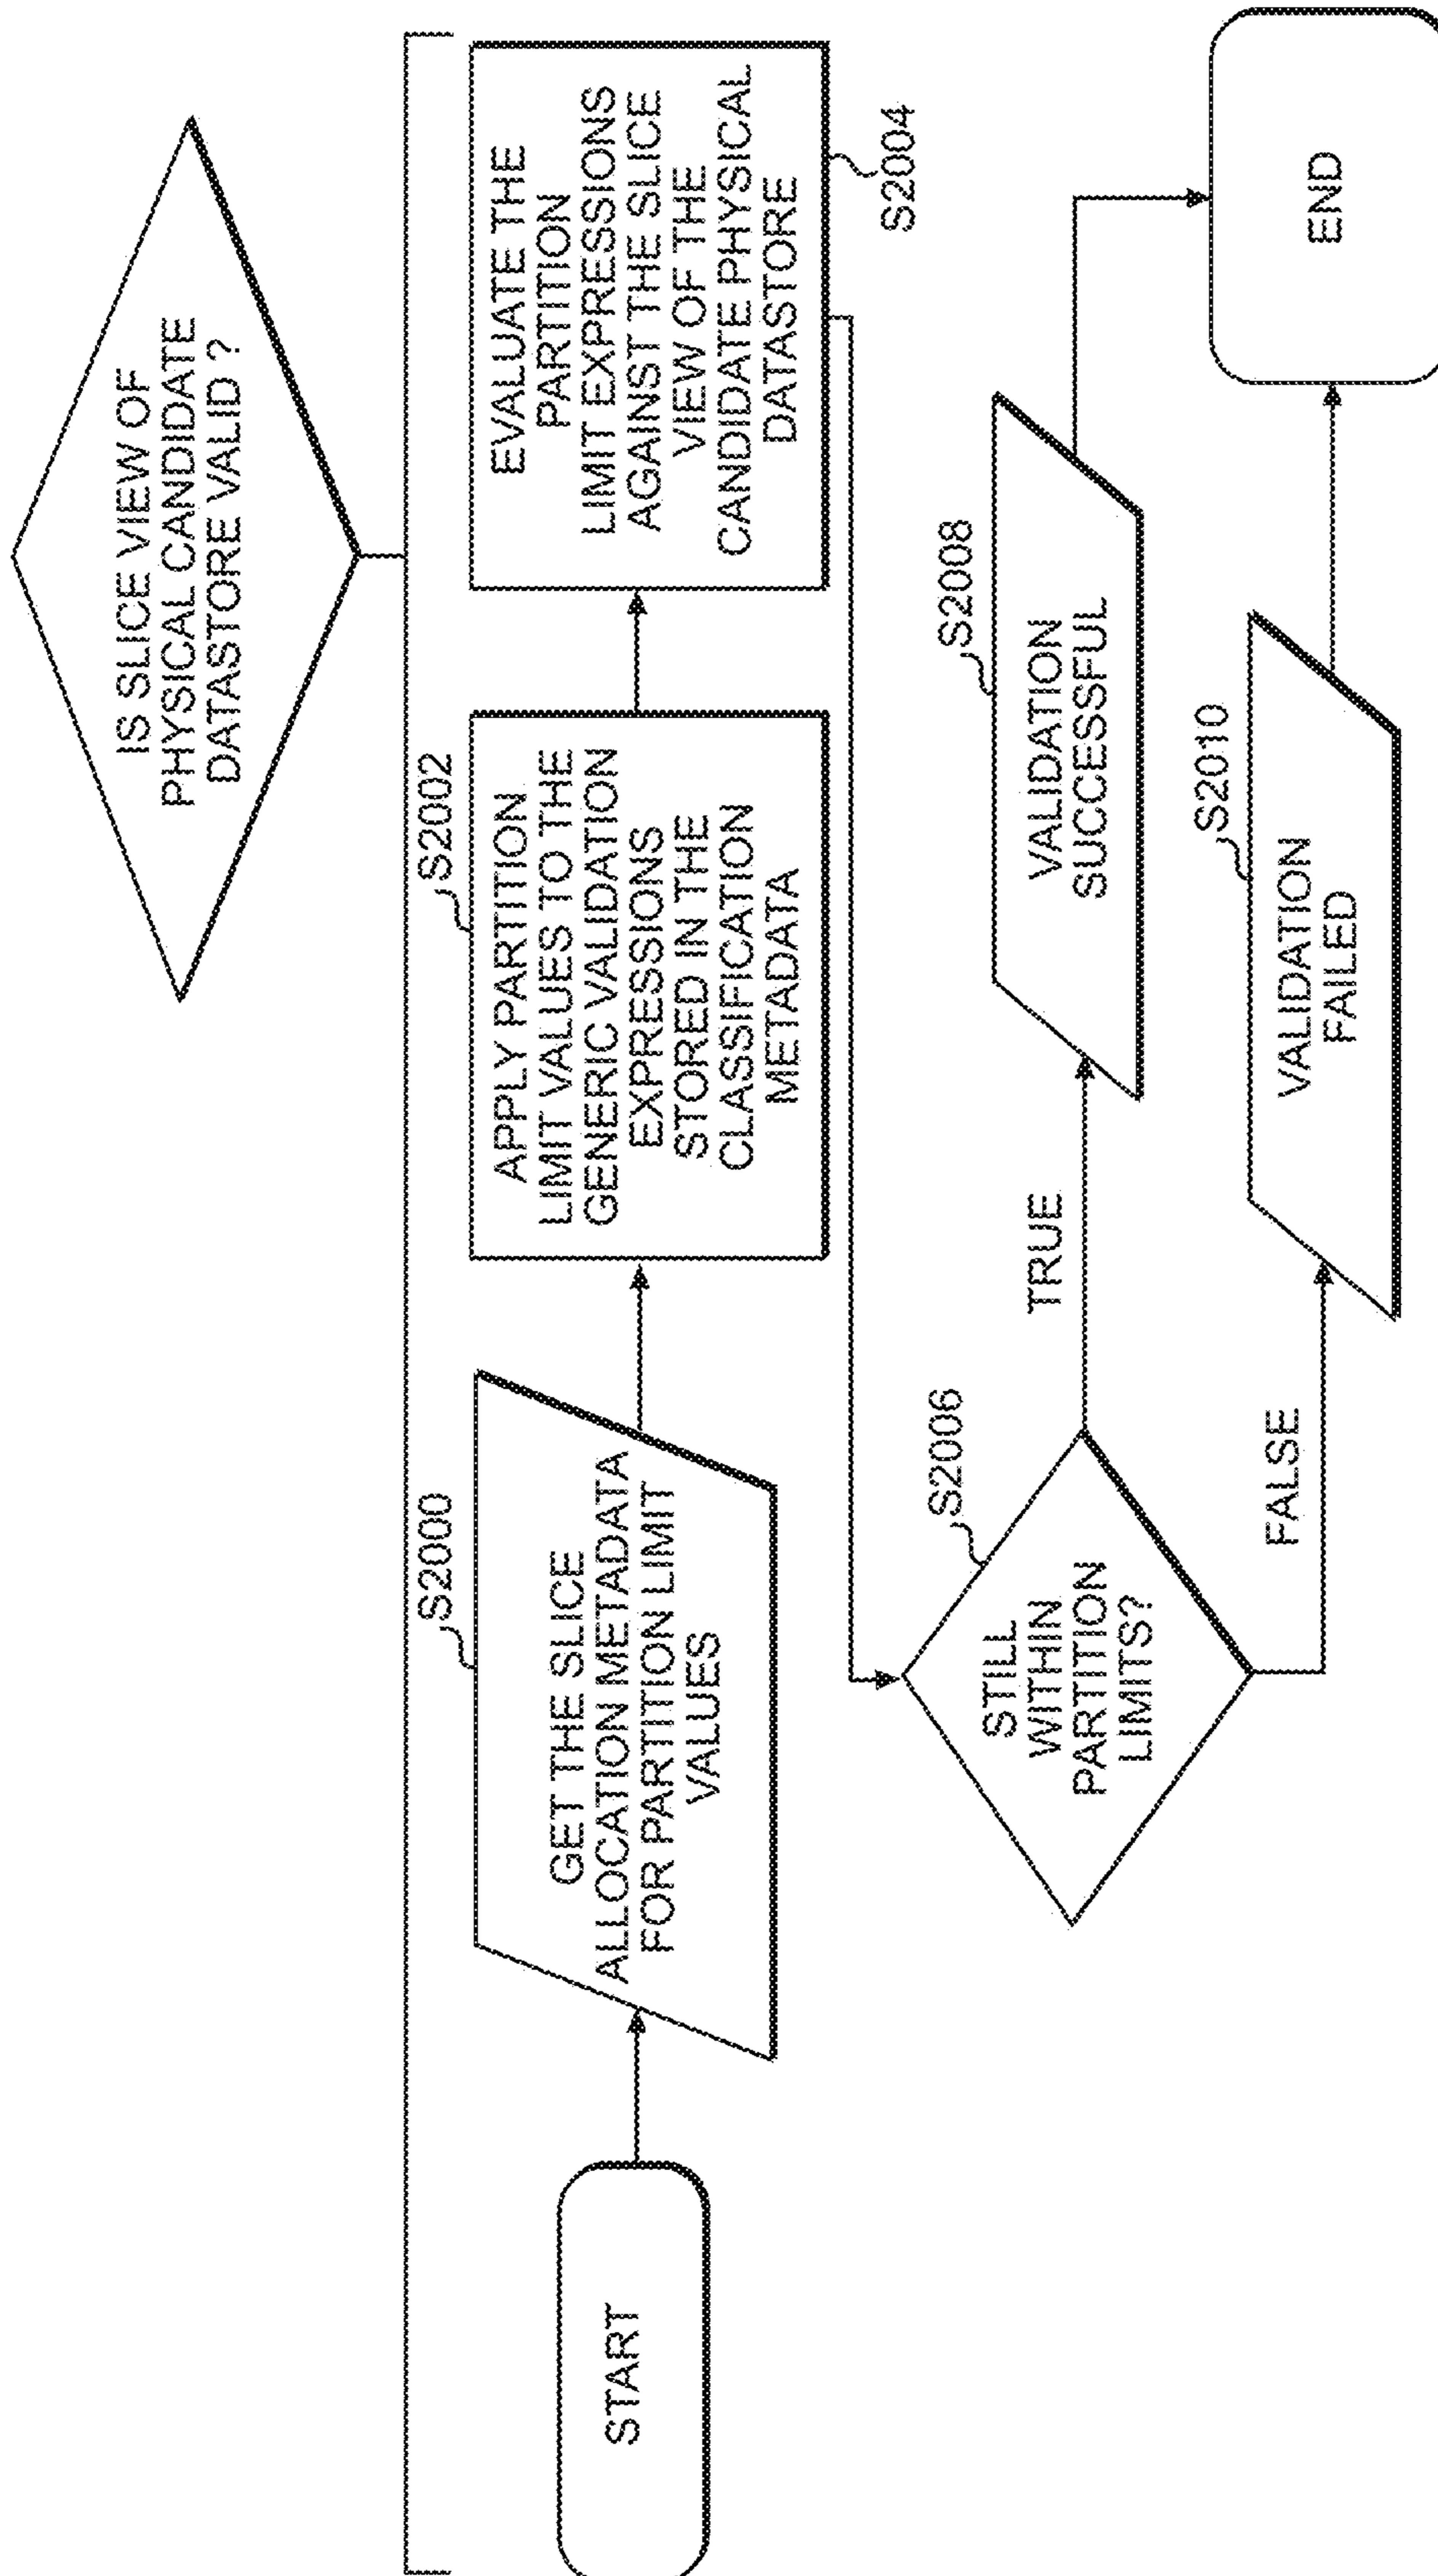 IS SLICE VIEW OF
PHYSICAL CANDIDATE
DATASTORE VALID ?
START
S2000
GET THE SLICE
ALLOCATION METADATA
FOR PARTITION LIMIT
VALUES
S2002
APPLY PARTITION
LIMIT VALUES TO THE
GENERIC VALIDATION
EXPRESSIONS
STORED IN THE
CLASSIFICATION
METADATA
EVALUATE THE
PARTITION
LIMIT EXPRESSIONS
AGAINST THE SLICE
VIEW OF THE
CANDIDATE PHYSICAL
DATASTORE
S2004
S2006
STILL
WITHIN
PARTITION
LIMITS?
TRUE
S2008
VALIDATION
SUCCESSFUL
FALSE
S2010
VALIDATION
FAILED
END